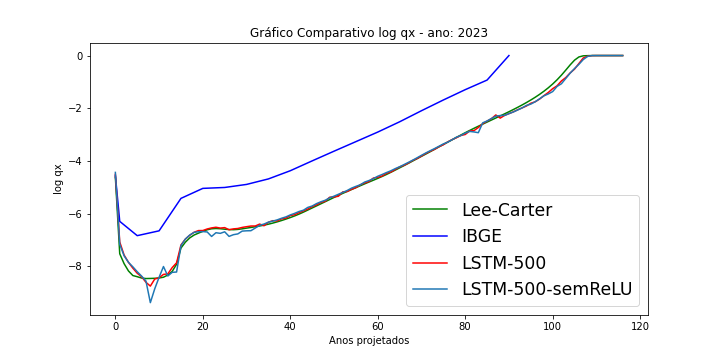 Gráfico Comparativo log qx - ano: 2023
log qx
0
−2
−4
−6
−8
0 20 40 60 80 100 120
Anos projetados
Lee-Carter
IBGE
LSTM-500
LSTM-500-semReLU